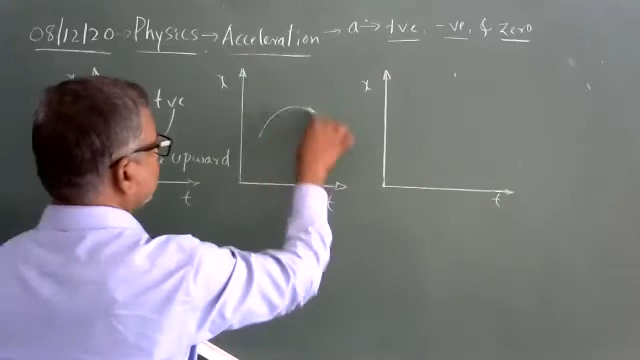 08/12/20 → Physics → Acceleration → a → +ve, -ve, & Zero
x +ve x x
upward
t t t